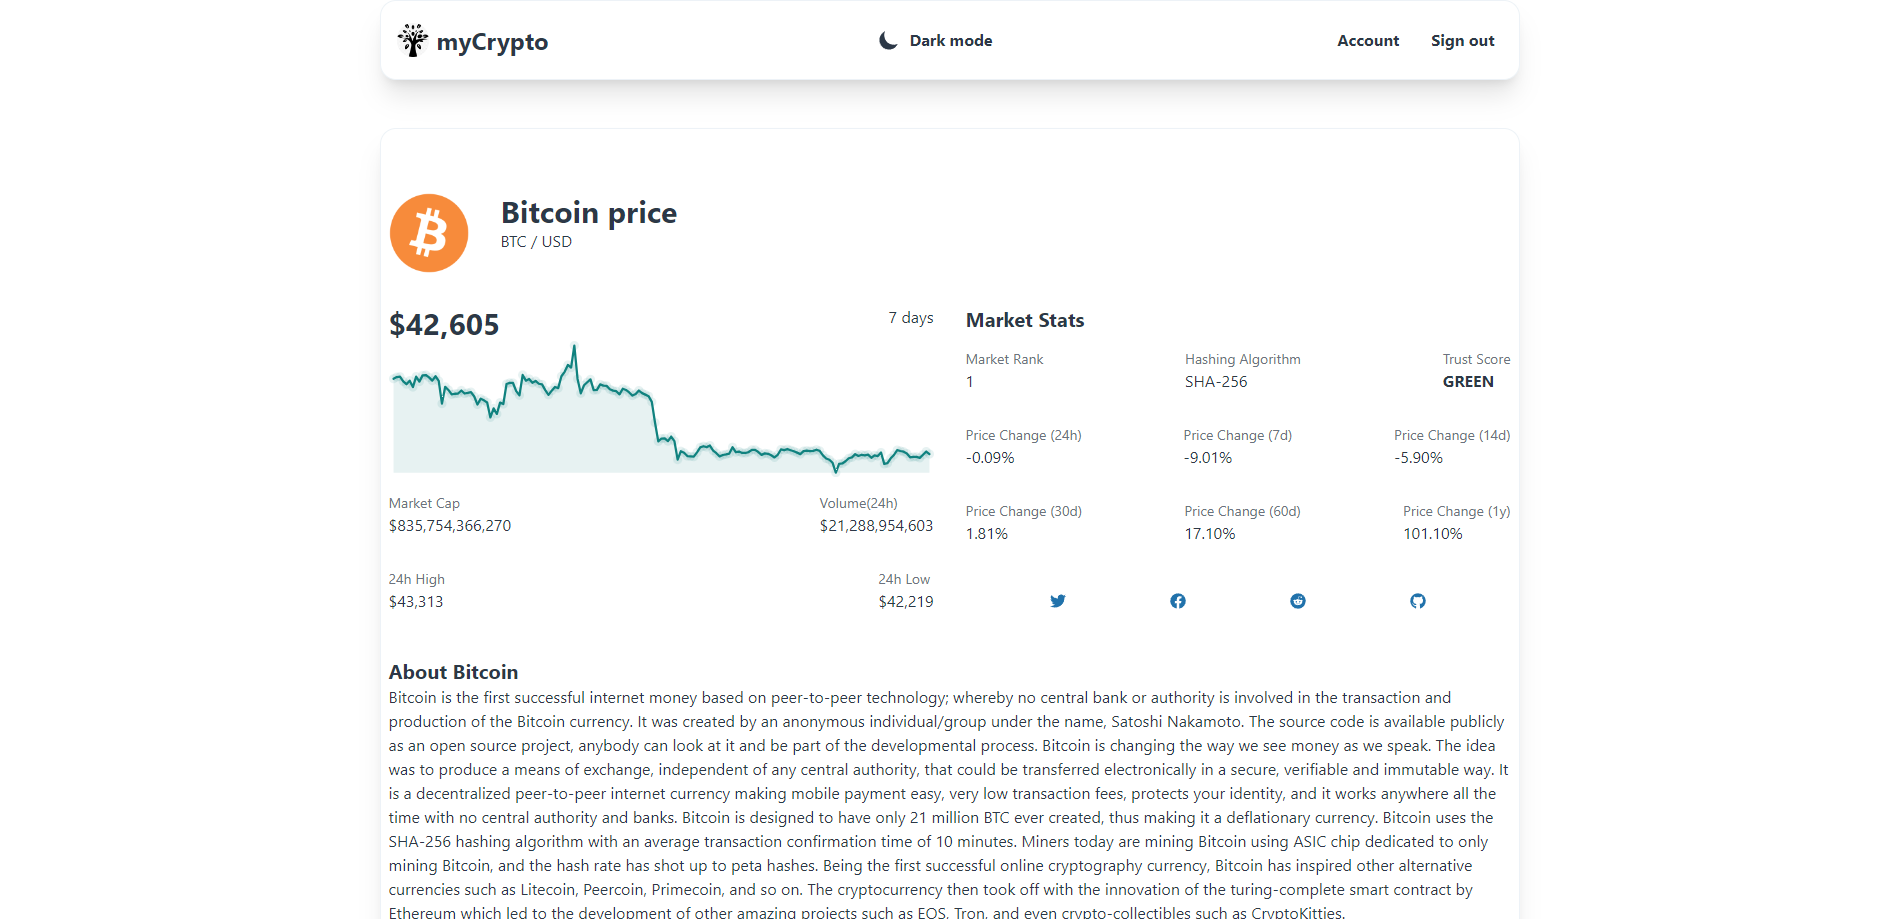 myCrypto
Dark mode
Account
Sign out
Bitcoin price
BTC / USD
$42,605
7 days
Market Cap
$835,754,366,270
Volume(24h)
$21,288,954,603
24h High
$43,313
24h Low
$42,219
Market Stats
Market Rank
1
Hashing Algorithm
SHA-256
Trust Score
GREEN
Price Change (24h)
-0.09%
Price Change (7d)
-9.01%
Price Change (14d)
-5.90%
Price Change (30d)
1.81%
Price Change (60d)
17.10%
Price Change (1y)
101.10%
About Bitcoin
Bitcoin is the first successful internet money based on peer-to-peer technology; whereby no central bank or authority is involved in the transaction and
production of the Bitcoin currency. It was created by an anonymous individual/group under the name, Satoshi Nakamoto. The source code is available publicly
as an open source project, anybody can look at it and be part of the developmental process. Bitcoin is changing the way we see money as we speak. The idea
was to produce a means of exchange, independent of any central authority, that could be transferred electronically in a secure, verifiable and immutable way. It
is a decentralized peer-to-peer internet currency making mobile payment easy, very low transaction fees, protects your identity, and it works anywhere all the
time with no central authority and banks. Bitcoin is designed to have only 21 million BTC ever created, thus making it a deflationary currency. Bitcoin uses the
SHA-256 hashing algorithm with an average transaction confirmation time of 10 minutes. Miners today are mining Bitcoin using ASIC chip dedicated to only
mining Bitcoin, and the hash rate has shot up to peta hashes. Being the first successful online cryptography currency, Bitcoin has inspired other alternative
currencies such as Litecoin, Peercoin, Primecoin, and so on. The cryptocurrency then took off with the innovation of the turing-complete smart contract by
Ethereum which led to the development of other amazing projects such as EOS, Tron, and even crypto-collectibles such as CryptoKitties.